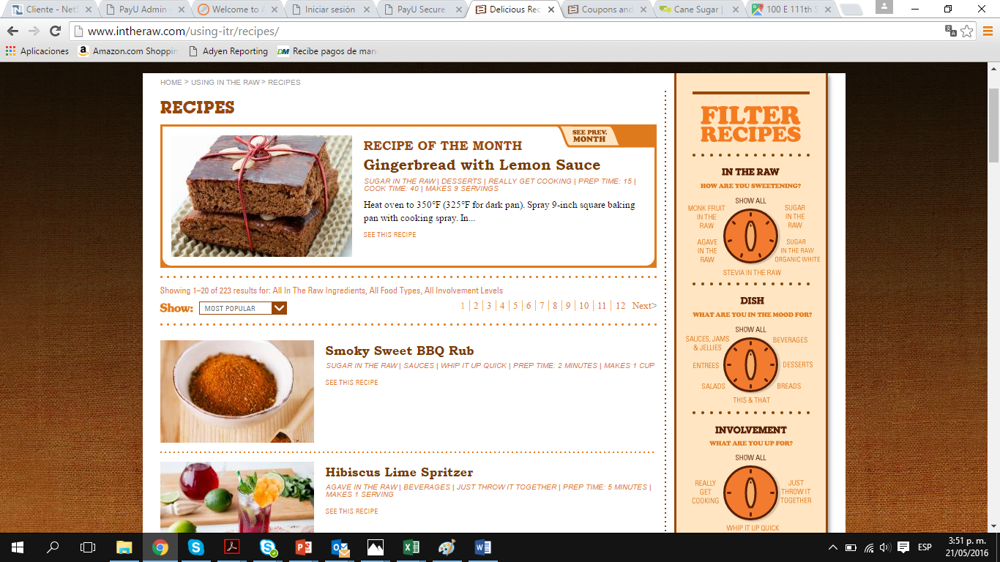 Cliente - Net
PayU Admin -
Welcome to
Iniciar sesión
PayU Secure
Delicious Rec
Coupons and
Cane Sugar |
100 E 111th S
www.intheraw.com/using-itr/recipes/
Aplicaciones
Amazon.com Shoppin
Adyen Reporting
Recibe pagos de man
HOME > USING IN THE RAW > RECIPES
RECIPES
SEE PREV.
MONTH
RECIPE OF THE MONTH
Gingerbread with Lemon Sauce
SUGAR IN THE RAW | DESSERTS | REALLY GET COOKING | PREP TIME: 15 |
COOK TIME: 40 | MAKES 9 SERVINGS
Heat oven to 350°F (325°F for dark pan). Spray 9-inch square baking
pan with cooking spray. In...
SEE THIS RECIPE
Showing 1–20 of 223 results for: All In The Raw Ingredients, All Food Types, All Involvement Levels
Show: MOST POPULAR
1 | 2 | 3 | 4 | 5 | 6 | 7 | 8 | 9 | 10 | 11 | 12 Next>
Smoky Sweet BBQ Rub
SUGAR IN THE RAW | SAUCES | WHIP IT UP QUICK | PREP TIME: 2 MINUTES | MAKES 1 CUP
SEE THIS RECIPE
Hibiscus Lime Spritzer
AGAVE IN THE RAW | BEVERAGES | JUST THROW IT TOGETHER | PREP TIME: 5 MINUTES |
MAKES 1 SERVING
SEE THIS RECIPE
FILTER
RECIPES
IN THE RAW
HOW ARE YOU SWEETENING?
SHOW ALL
MONK FRUIT
IN THE
RAW
SUGAR
IN THE
RAW
AGAVE
IN THE
RAW
SUGAR
IN THE RAW
ORGANIC WHITE
STEVIA IN THE RAW
DISH
WHAT ARE YOU IN THE MOOD FOR?
SHOW ALL
SAUCES, JAMS
& JELLIES
BEVERAGES
ENTREES
DESSERTS
SALADS
BREADS
THIS & THAT
INVOLVEMENT
WHAT ARE YOU UP FOR?
SHOW ALL
REALLY
GET
COOKING
JUST
THROW IT
TOGETHER
WHIP IT UP QUICK
ESP
3:51 p. m.
21/05/2016